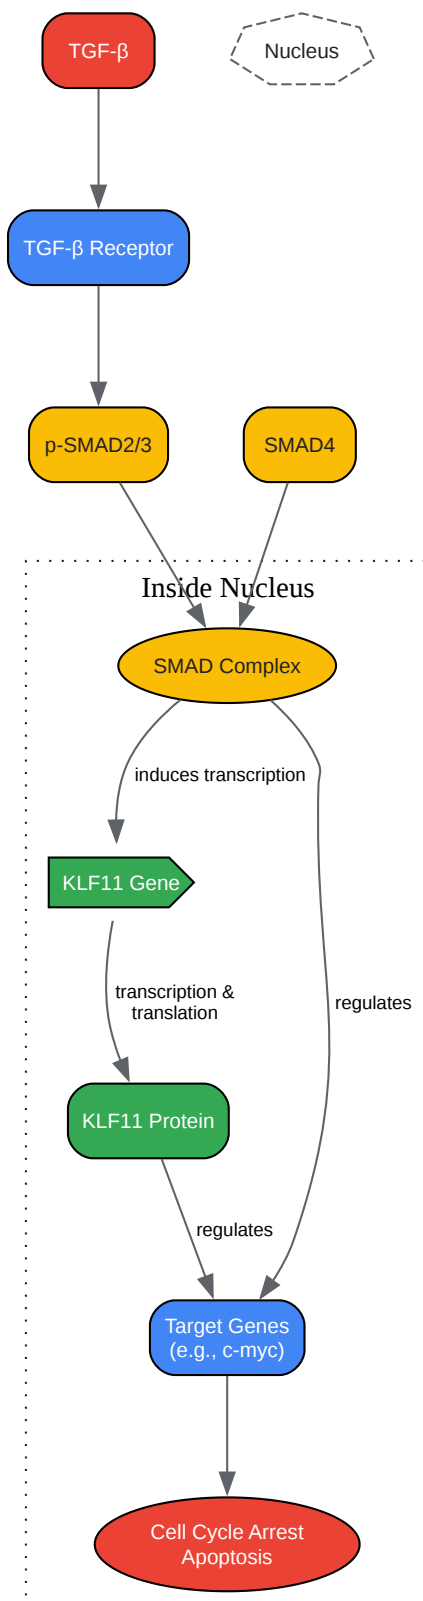 TGF-β
Nucleus
TGF-β Receptor
p-SMAD2/3
SMAD4
Inside Nucleus
SMAD Complex
induces transcription
KLF11 Gene
transcription &
translation
regulates
KLF11 Protein
regulates
Target Genes
(e.g., c-myc)
Cell Cycle Arrest
Apoptosis